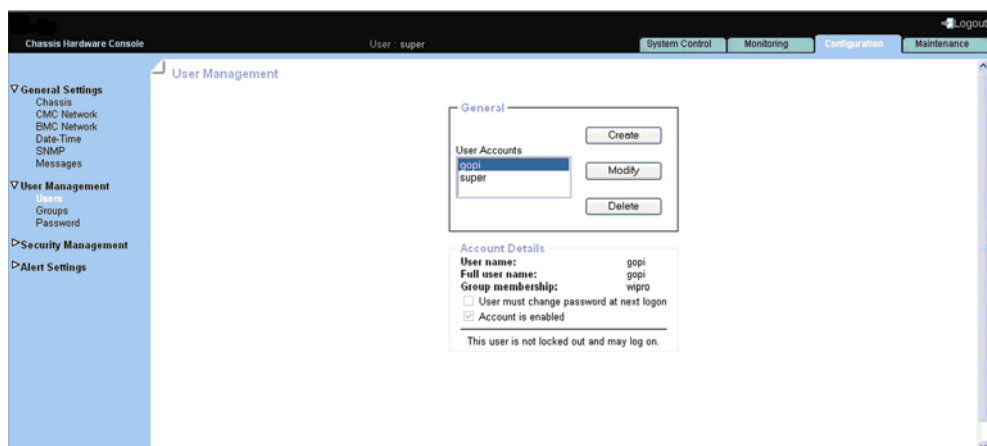 Logout
Chassis Hardware Console
User : super
System Control
Monitoring
Configuration
Maintenance
User Management
General Settings
Chassis
CMC Network
BMC Network
Date-Time
SNMP
Messages
User Management
Users
Groups
Password
Security Management
Alert Settings
General
User Accounts
gopi
super
Create
Modify
Delete
Account Details
User name: gopi
Full user name: gopi
Group membership: wipro
User must change password at next logon
Account is enabled
This user is not locked out and may log on.